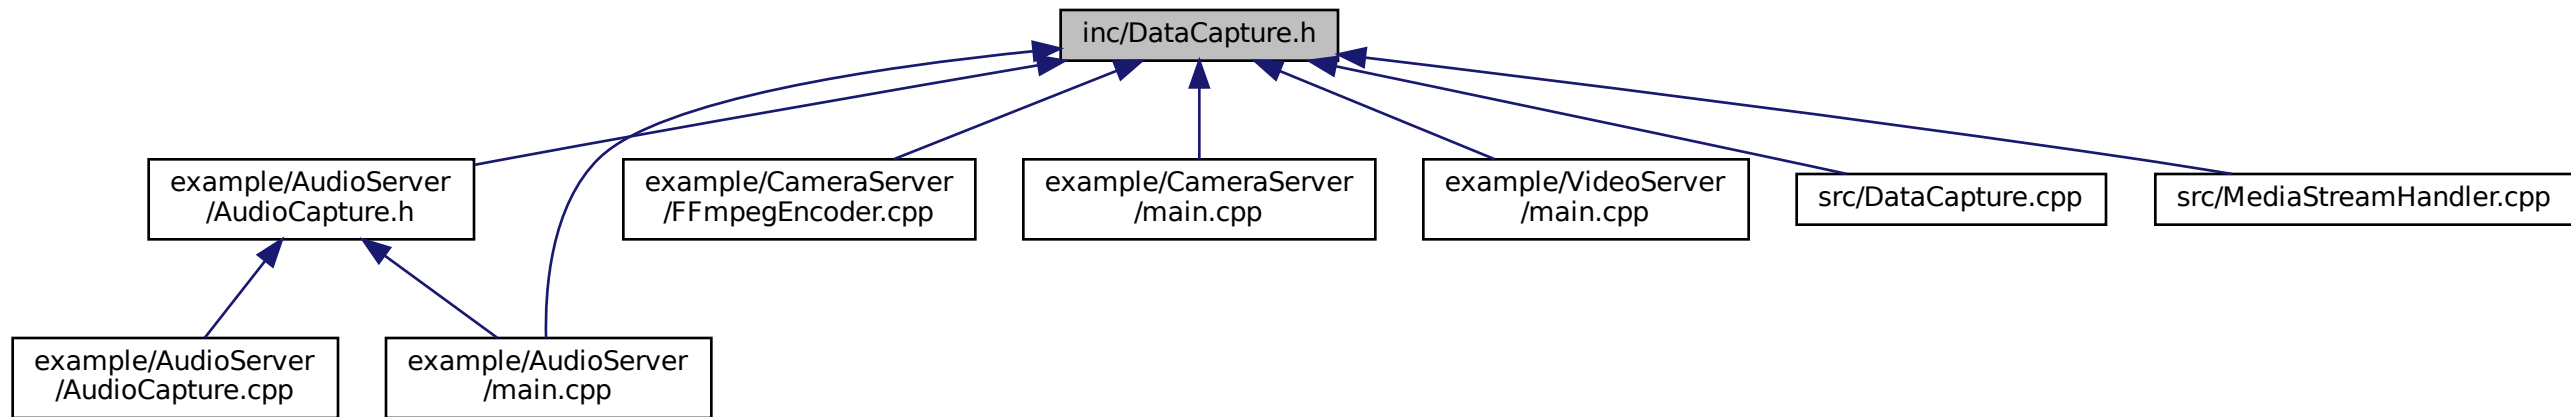 inc/DataCapture.h
example/AudioServer
/AudioCapture.h
example/CameraServer
/FFmpegEncoder.cpp
example/CameraServer
/main.cpp
example/VideoServer
/main.cpp
src/DataCapture.cpp
src/MediaStreamHandler.cpp
example/AudioServer
/AudioCapture.cpp
example/AudioServer
/main.cpp